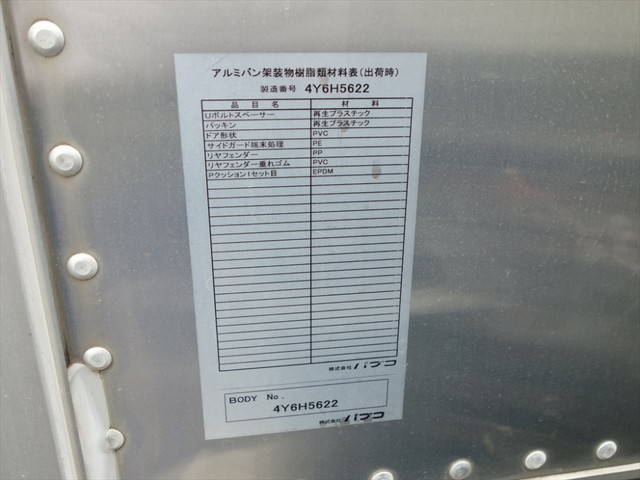 アルミバン架装物樹脂類材料表(出荷時)
製造番号 4Y6H5622
品目名 材料
Uボルトスペーサー 再生プラスチック
パッキン 再生プラスチック
ドア形状 PVC
サイドガード端末処理 PE
リヤフェンダー PP
リヤフェンダー垂れゴム PVC
Pクッション1セット目 EPDM
株式会社 パブコ
BODY No.
4Y6H5622
株式会社 パブコ